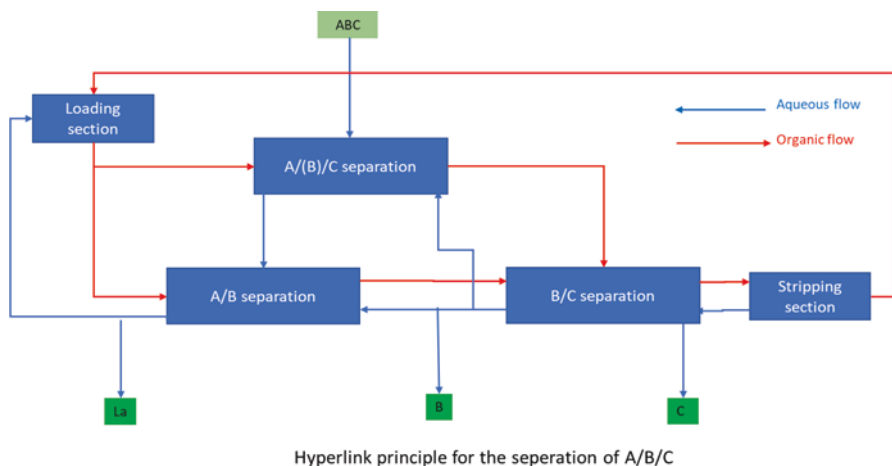 ABC
Loading
section
Aqueous flow
Organic flow
A/(B)/C separation
A/B separation
B/C separation
Stripping
section
La
B
C
Hyperlink principle for the seperation of A/B/C